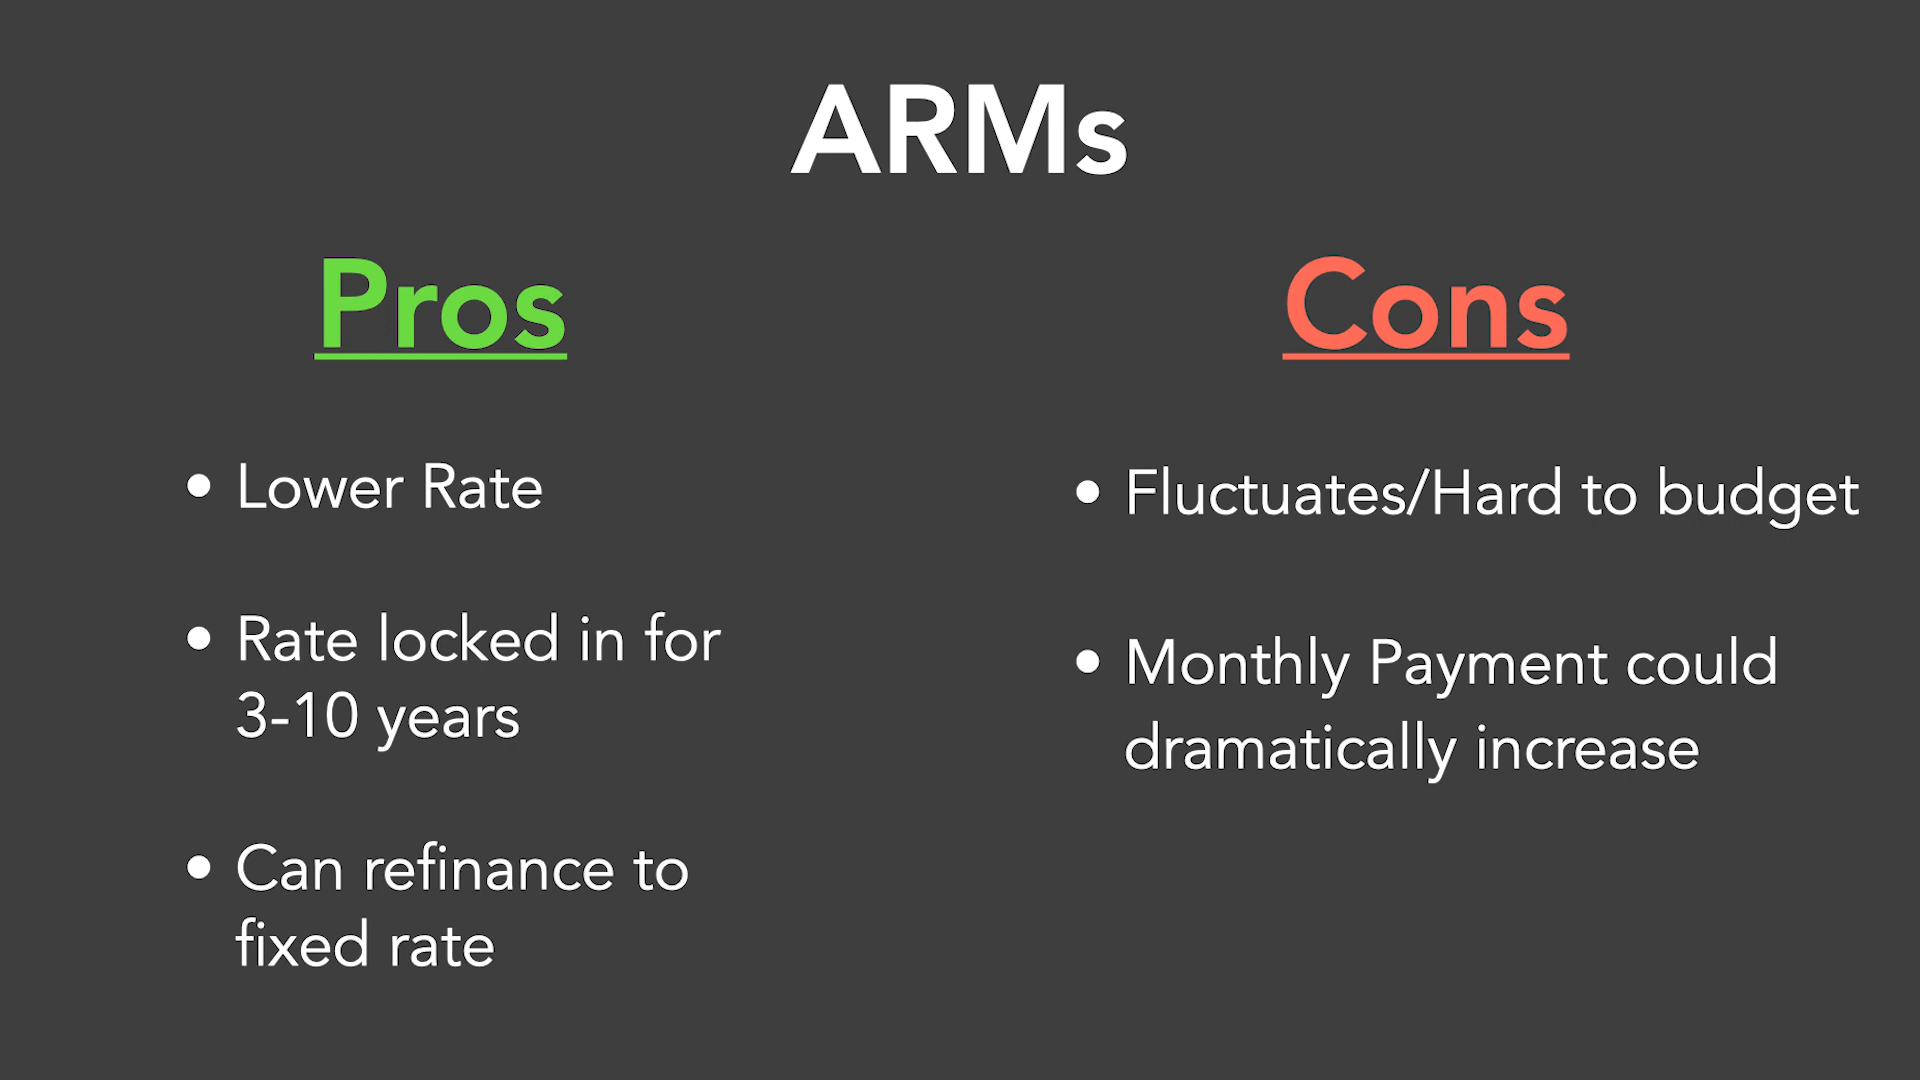 ARMs
Pros
• Lower Rate
• Rate locked in for
3-10 years
• Can refinance to
fixed rate
Cons
• Fluctuates/Hard to budget
• Monthly Payment could
dramatically increase